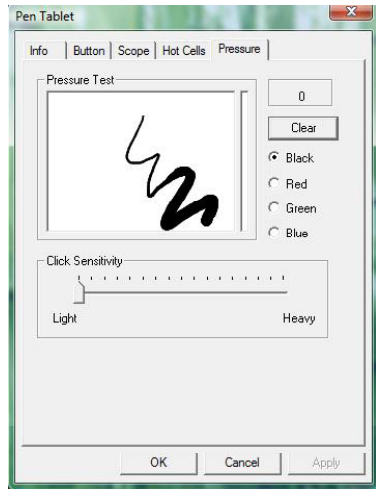 Pen Tablet
Info Button Scope Hot Cells Pressure
Pressure Test
0
Clear
Black
Red
Green
Blue
Click Sensitivity
Light Heavy
OK Cancel Apply